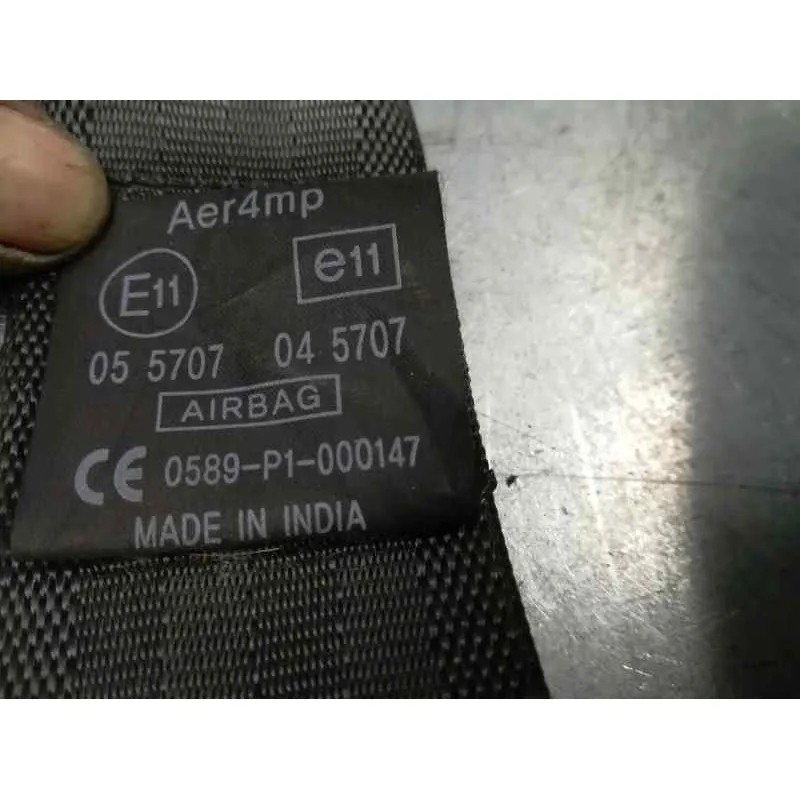 Aer4mp
E11 e11
05 5707 04 5707
AIRBAG
CE 0589-P1-000147
MADE IN INDIA